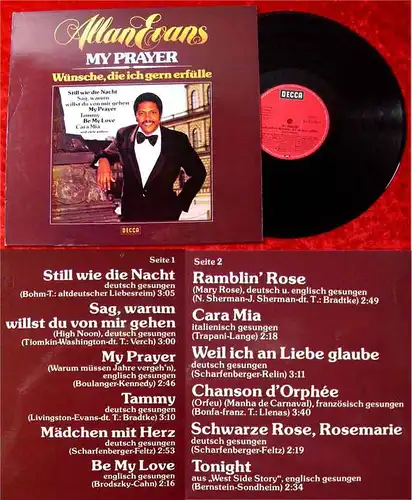 Allan Evans
MY PRAYER
Wünsche, die ich gern erfülle
Still wie die Nacht
Sag, warum
willst du von mir gehen
My Prayer
Tammy
Be My Love
Cara Mia
und viele andere
DECCA
DECCA
Seite 1
Still wie die Nacht
deutsch gesungen
(Bohm-T.: altdeutscher Liebesreim) 3:05
Sag, warum
willst du von mir gehen
(High Noon), deutsch gesungen
(Tiomkin-Washington-dt. T.: Verch) 3:00
My Prayer
(Warum müssen Jahre vergeh'n),
englisch gesungen
(Boulanger-Kennedy) 2:46
Tammy
deutsch gesungen
(Livingston-Evans-dt. T.: Bradtke) 3:10
Mädchen mit Herz
deutsch gesungen
(Scharfenberger-Feltz) 2:53
Be My Love
englisch gesungen
(Brodszky-Cahn) 2:16
Seite 2
Ramblin' Rose
(Mary Rose), deutsch u. englisch gesungen
(N. Sherman-J. Sherman-dt. T.: Bradtke) 2:49
Cara Mia
italienisch gesungen
(Trapani-Lange) 2:18
Weil ich an Liebe glaube
deutsch gesungen
(Scharfenberger-Relin) 3:11
Chanson d'Orphée
(Orfeu) (Manha de Carnaval), französisch gesungen
(Bonfa-franz. T.: Llenas) 3:40
Schwarze Rose, Rosemarie
deutsch gesungen
(Scharfenberger-Feltz) 2:19
Tonight
aus „West Side Story“, englisch gesungen
(Bernstein-Sondheim) 2:34